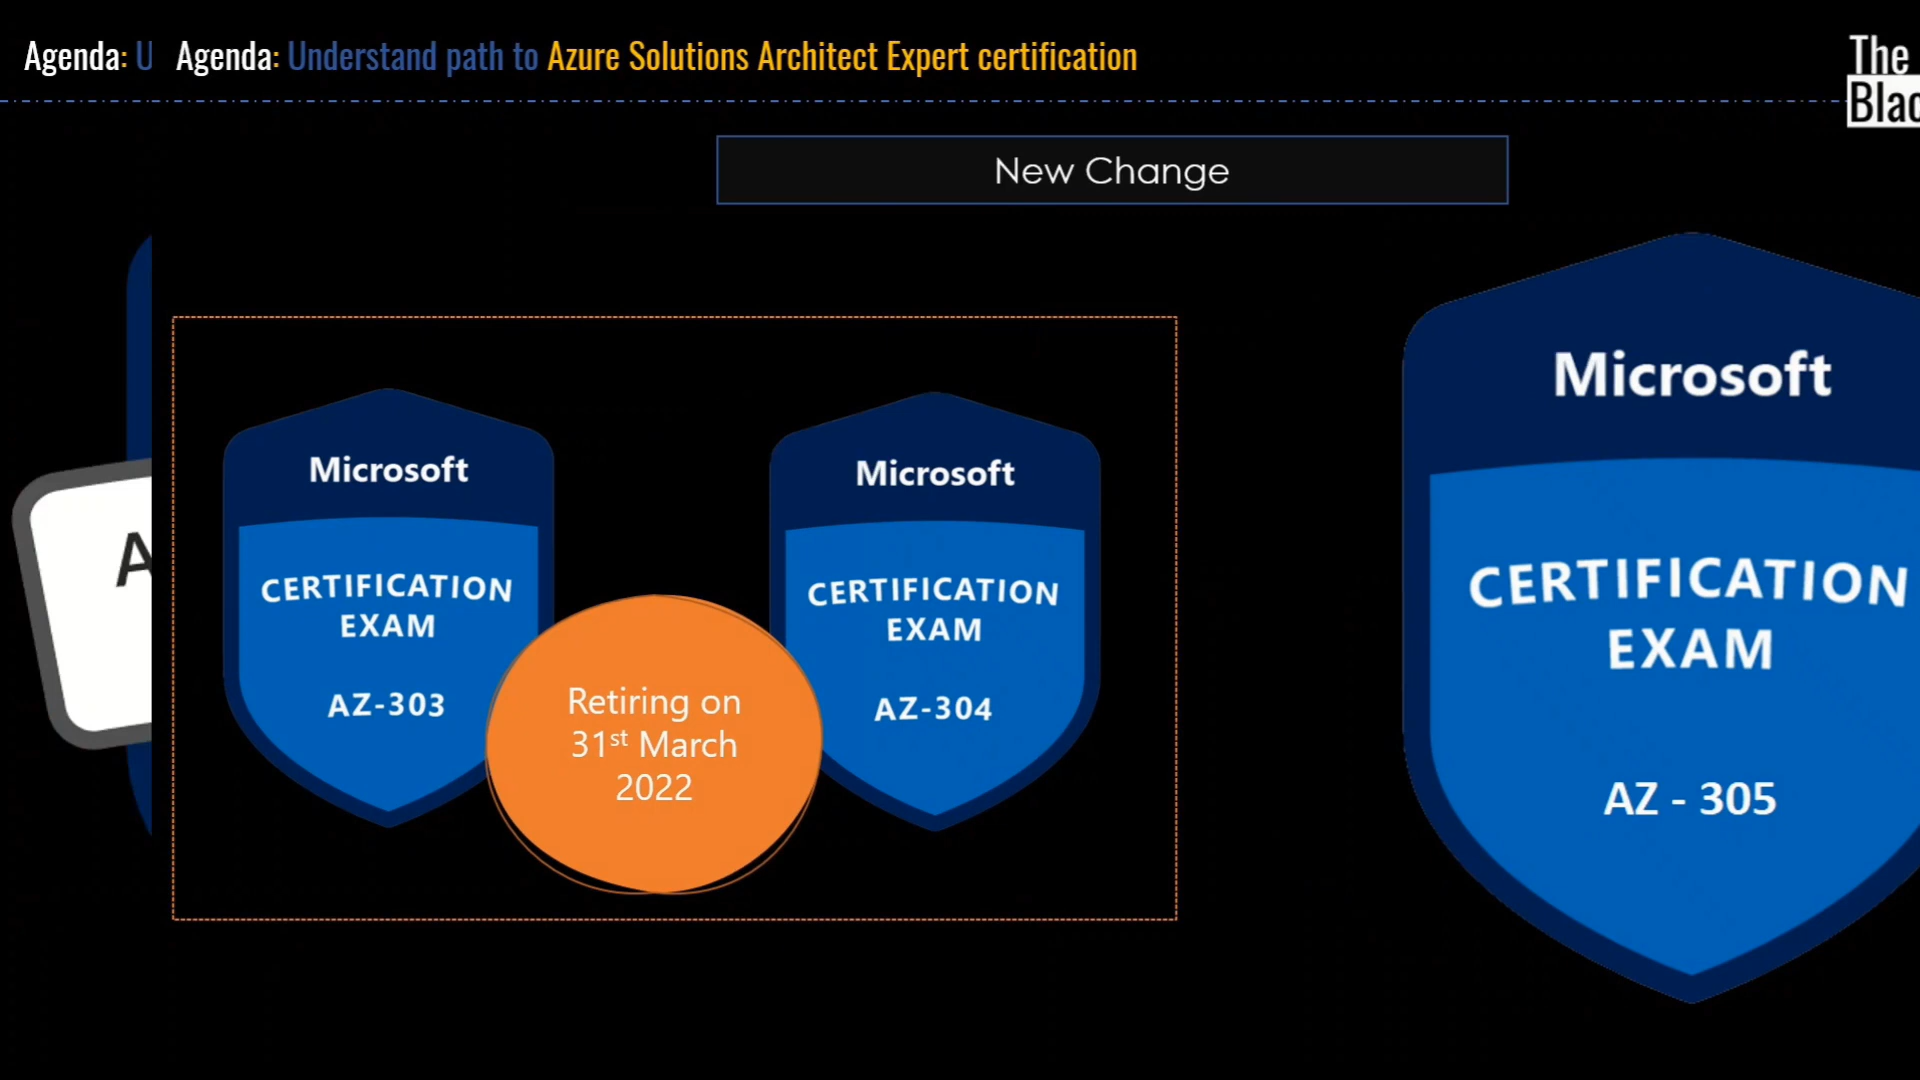 Agenda: U
Agenda: Understand path to Azure Solutions Architect Expert certification
The
Blac
New Change
Microsoft
CERTIFICATION
EXAM
AZ-303
Microsoft
CERTIFICATION
EXAM
AZ-304
Retiring on
31st March
2022
Microsoft
CERTIFICATION
EXAM
AZ - 305
A